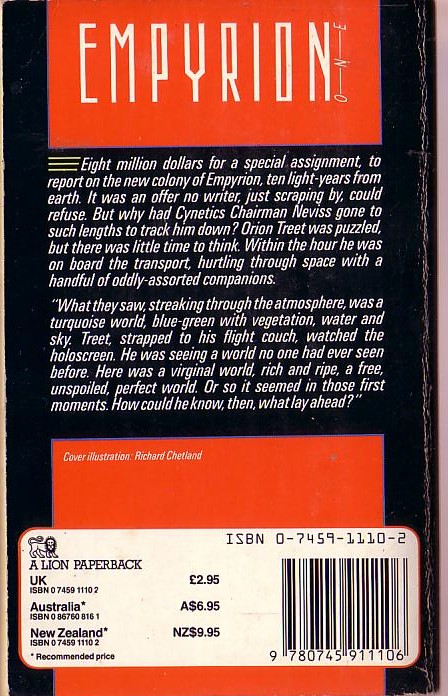 EMPYRION
ONE
Eight million dollars for a special assignment, to
report on the new colony of Empyrion, ten light-years from
earth. It was an offer no writer, just scraping by, could
refuse. But why had Cynetics Chairman Neviss gone to
such lengths to track him down? Orion Treet was puzzled,
but there was little time to think. Within the hour he was
on board the transport, hurtling through space with a
handful of oddly-assorted companions.
"What they saw, streaking through the atmosphere, was a
turquoise world, blue-green with vegetation, water and
sky. Treet, strapped to his flight couch, watched the
holoscreen. He was seeing a world no one had ever seen
before. Here was a virginal world, rich and ripe, a free,
unspoiled, perfect world. Or so it seemed in those first
moments. How could he know, then, what lay ahead?"
Cover illustration: Richard Chetland
ISBN 0-7459-1110-2
A LION PAPERBACK
UK £2.95
ISBN 0 7459 1110 2
Australia* A$6.95
ISBN 0 86760 816 1
New Zealand* NZ$9.95
ISBN 0 7459 1110 2
* Recommended price
9 780745 911106